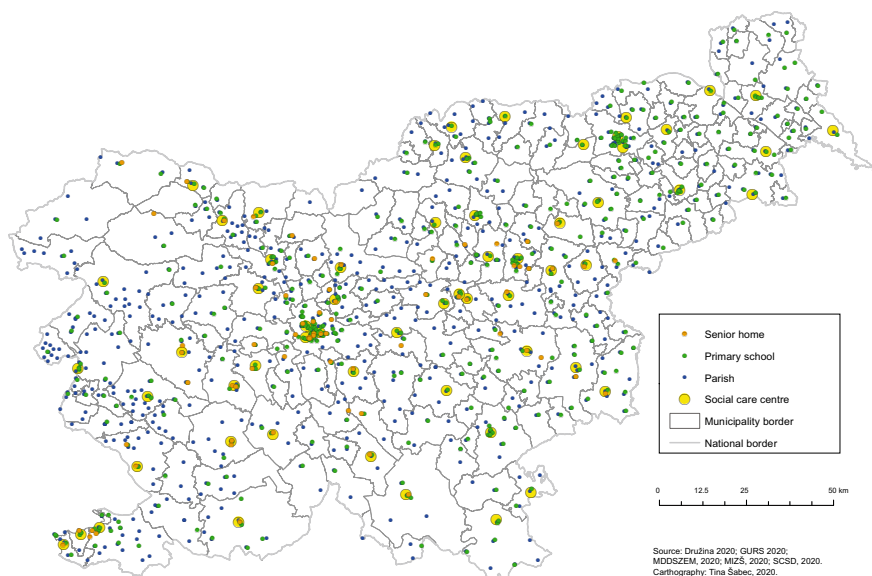 Senior home
Primary school
Parish
Social care centre
Municipality border
National border
0 12.5 25 50 km
Source: Družina 2020; GURS 2020;
MDDSZEM, 2020; MIZŠ, 2020; SCSD, 2020.
Carthography: Tina Šabec, 2020.